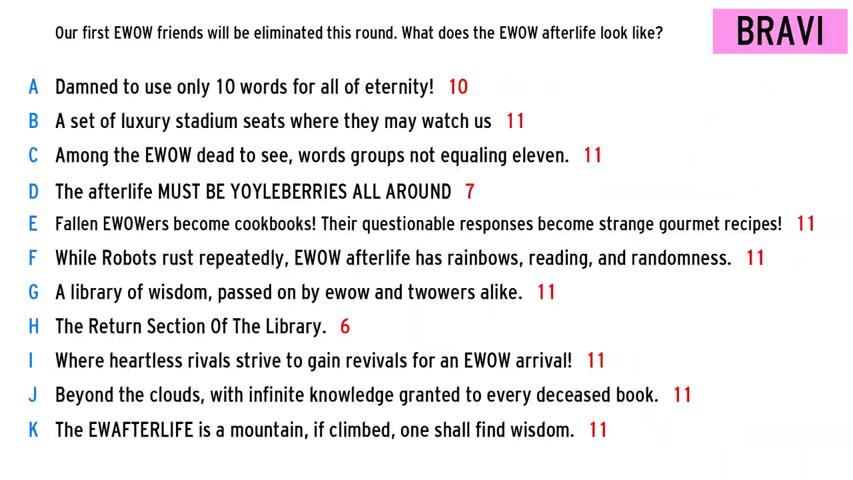 Our first EWOW friends will be eliminated this round. What does the EWOW afterlife look like?
BRAVI
A Damned to use only 10 words for all of eternity! 10
B A set of luxury stadium seats where they may watch us 11
C Among the EWOW dead to see, words groups not equaling eleven. 11
D The afterlife MUST BE YOYLEBERRIES ALL AROUND 7
E Fallen EWOWers become cookbooks! Their questionable responses become strange gourmet recipes! 11
F While Robots rust repeatedly, EWOW afterlife has rainbows, reading, and randomness. 11
G A library of wisdom, passed on by ewow and twowers alike. 11
H The Return Section Of The Library. 6
I Where heartless rivals strive to gain revivals for an EWOW arrival! 11
J Beyond the clouds, with infinite knowledge granted to every deceased book. 11
K The EWAFTERLIFE is a mountain, if climbed, one shall find wisdom. 11